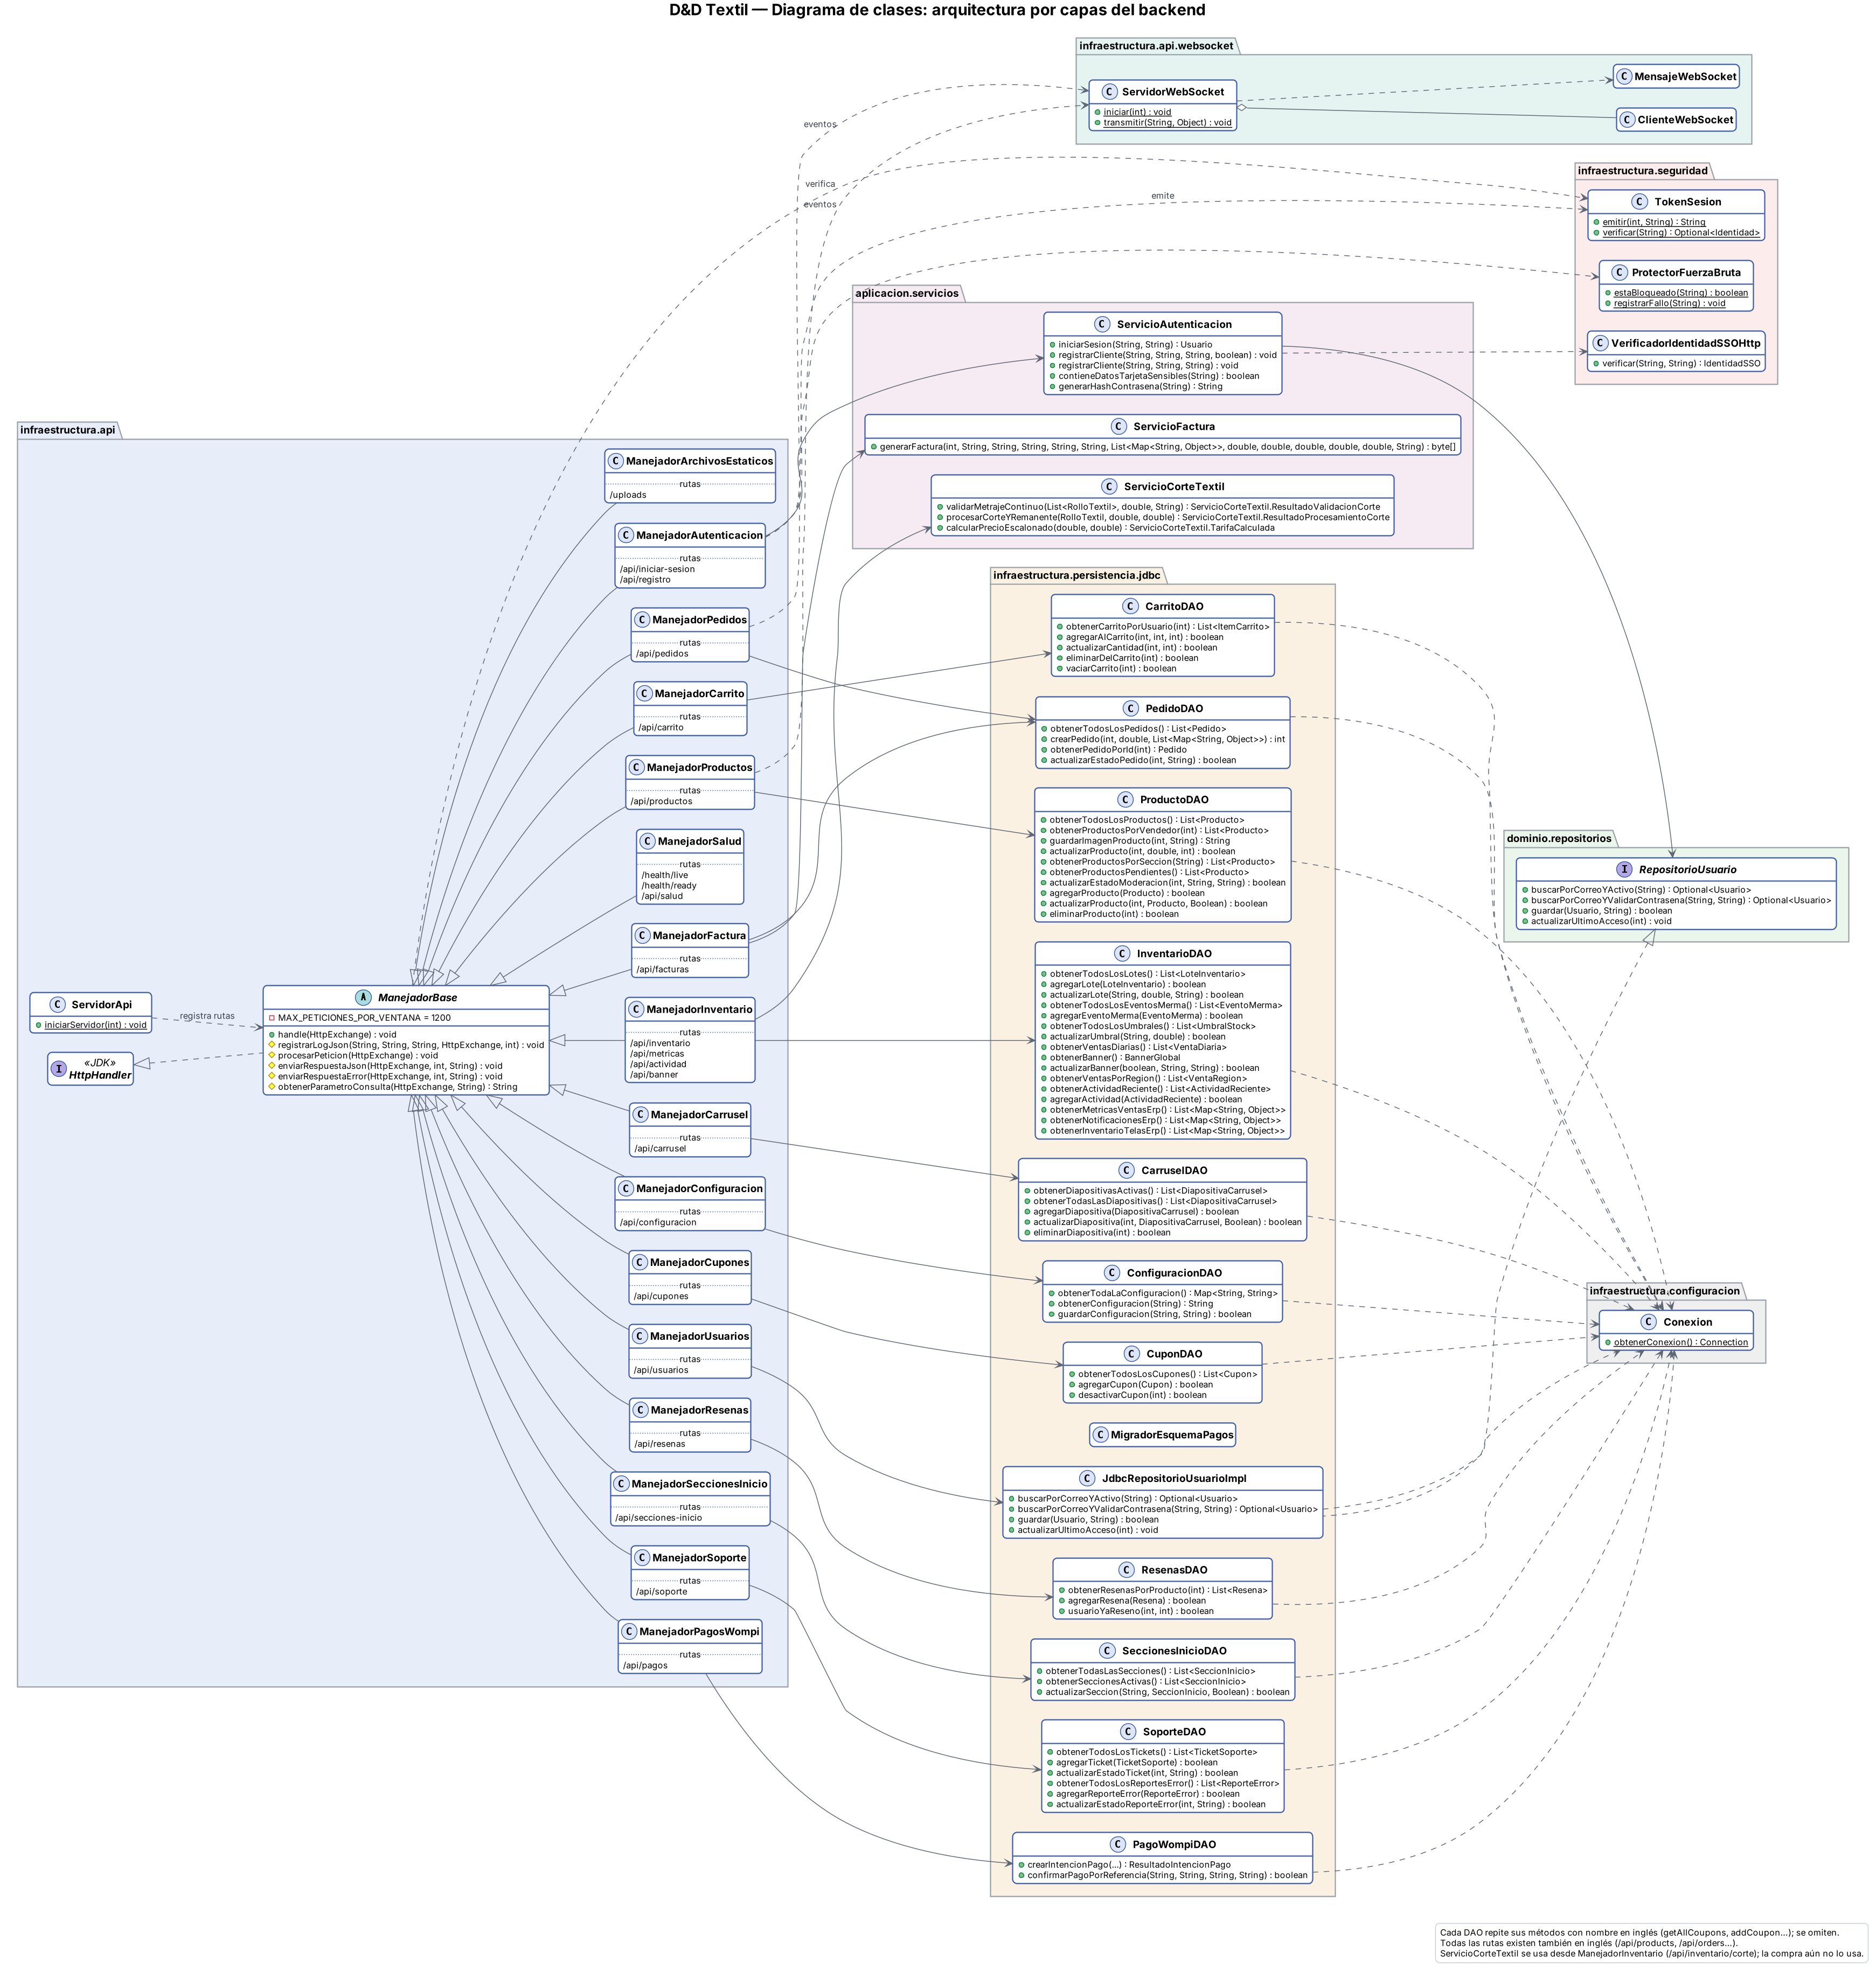 D&D Textil — Diagrama de clases: arquitectura por capas del backend
infraestructura.api.websocket
C ServidorWebSocket
iniciar(int) : void
transmitir(String, Object) : void
C MensajeWebSocket
C ClienteWebSocket
eventos
verifica
eventos
emite
infraestructura.seguridad
C TokenSesion
emitir(int, String) : String
verificar(String) : Optional<Identidad>
C ProtectorFuerzaBruta
estaBloqueado(String) : boolean
registrarFallo(String) : void
C VerificadorIdentidadSSOHttp
verificar(String, String) : IdentidadSSO
aplicacion.servicios
C ServicioAutenticacion
iniciarSesion(String, String) : Usuario
registrarCliente(String, String, String, boolean) : void
registrarCliente(String, String, String) : void
contieneDatosTarjetaSensibles(String) : boolean
generarHashContrasena(String) : String
C ServicioFactura
generarFactura(int, String, String, String, String, String, List<Map<String, Object>>, double, double, double, double, double, String) : byte[]
C ServicioCorteTextil
validarMetrajeContinuo(List<RolloTextil>, double, String) : ServicioCorteTextil.ResultadoValidacionCorte
procesarCorteYRemanente(RolloTextil, double, double) : ServicioCorteTextil.ResultadoProcesamientoCorte
calcularPrecioEscalonado(double, double) : ServicioCorteTextil.TarifaCalculada
infraestructura.api
C ManejadorArchivosEstaticos
rutas
/uploads
C ManejadorAutenticacion
rutas
/api/iniciar-sesion
/api/registro
C ManejadorPedidos
rutas
/api/pedidos
C ManejadorCarrito
rutas
/api/carrito
C ManejadorProductos
rutas
/api/productos
C ManejadorSalud
rutas
/health/live
/health/ready
/api/salud
C ManejadorFactura
rutas
/api/facturas
C ManejadorInventario
rutas
/api/inventario
/api/metricas
/api/actividad
/api/banner
C ManejadorCarrusel
rutas
/api/carrusel
C ManejadorConfiguracion
rutas
/api/configuracion
C ManejadorCupones
rutas
/api/cupones
C ManejadorUsuarios
rutas
/api/usuarios
C ManejadorResenas
rutas
/api/resenas
C ManejadorSeccionesInicio
rutas
/api/secciones-inicio
C ManejadorSoporte
rutas
/api/soporte
C ManejadorPagosWompi
rutas
/api/pagos
C ServidorApi
iniciarServidor(int) : void
registra rutas
«JDK»
I HttpHandler
A ManejadorBase
MAX_PETICIONES_POR_VENTANA = 1200
handle(HttpExchange) : void
registrarLogJson(String, String, String, HttpExchange, int) : void
procesarPeticion(HttpExchange) : void
enviarRespuestaJson(HttpExchange, int, String) : void
enviarRespuestaError(HttpExchange, int, String) : void
obtenerParametroConsulta(HttpExchange, String) : String
infraestructura.persistencia.jdbc
C CarritoDAO
obtenerCarritoPorUsuario(int) : List<ItemCarrito>
agregarAlCarrito(int, int, int) : boolean
actualizarCantidad(int, int) : boolean
eliminarDelCarrito(int) : boolean
vaciarCarrito(int) : boolean
C PedidoDAO
obtenerTodosLosPedidos() : List<Pedido>
crearPedido(int, double, List<Map<String, Object>>) : int
obtenerPedidoPorId(int) : Pedido
actualizarEstadoPedido(int, String) : boolean
C ProductoDAO
obtenerTodosLosProductos() : List<Producto>
obtenerProductosPorVendedor(int) : List<Producto>
guardarImagenProducto(int, String) : String
actualizarProducto(int, double, int) : boolean
obtenerProductosPorSeccion(String) : List<Producto>
obtenerProductosPendientes() : List<Producto>
actualizarEstadoModeracion(int, String, String) : boolean
agregarProducto(Producto) : boolean
actualizarProducto(int, Producto, Boolean) : boolean
eliminarProducto(int) : boolean
C InventarioDAO
obtenerTodosLosLotes() : List<LoteInventario>
agregarLote(LoteInventario) : boolean
actualizarLote(String, double, String) : boolean
obtenerTodosLosEventosMerma() : List<EventoMerma>
agregarEventoMerma(EventoMerma) : boolean
obtenerTodosLosUmbrales() : List<UmbralStock>
actualizarUmbral(String, double) : boolean
obtenerVentasDiarias() : List<VentaDiaria>
obtenerBanner() : BannerGlobal
actualizarBanner(boolean, String, String) : boolean
obtenerVentasPorRegion() : List<VentaRegion>
obtenerActividadReciente() : List<ActividadReciente>
agregarActividad(ActividadReciente) : boolean
obtenerMetricasVentasErp() : List<Map<String, Object>>
obtenerNotificacionesErp() : List<Map<String, Object>>
obtenerInventarioTelasErp() : List<Map<String, Object>>
C CarruselDAO
obtenerDiapositivasActivas() : List<DiapositivaCarrusel>
obtenerTodasLasDiapositivas() : List<DiapositivaCarrusel>
agregarDiapositiva(DiapositivaCarrusel) : boolean
actualizarDiapositiva(int, DiapositivaCarrusel, Boolean) : boolean
eliminarDiapositiva(int) : boolean
C ConfiguracionDAO
obtenerTodaLaConfiguracion() : Map<String, String>
obtenerConfiguracion(String) : String
guardarConfiguracion(String, String) : boolean
C CuponDAO
obtenerTodosLosCupones() : List<Cupon>
agregarCupon(Cupon) : boolean
desactivarCupon(int) : boolean
C MigradorEsquemaPagos
C JdbcRepositorioUsuarioImpl
buscarPorCorreoYActivo(String) : Optional<Usuario>
buscarPorCorreoYValidarContrasena(String, String) : Optional<Usuario>
guardar(Usuario, String) : boolean
actualizarUltimoAcceso(int) : void
C ResenasDAO
obtenerResenasPorProducto(int) : List<Resena>
agregarResena(Resena) : boolean
usuarioYaReseno(int, int) : boolean
C SeccionesInicioDAO
obtenerTodasLasSecciones() : List<SeccionInicio>
obtenerSeccionesActivas() : List<SeccionInicio>
actualizarSeccion(String, SeccionInicio, Boolean) : boolean
C SoporteDAO
obtenerTodosLosTickets() : List<TicketSoporte>
agregarTicket(TicketSoporte) : boolean
actualizarEstadoTicket(int, String) : boolean
obtenerTodosLosReportesError() : List<ReporteError>
agregarReporteError(ReporteError) : boolean
actualizarEstadoReporteError(int, String) : boolean
C PagoWompiDAO
crearIntencionPago(...) : ResultadoIntencionPago
confirmarPagoPorReferencia(String, String, String, String) : boolean
dominio.repositorios
I RepositorioUsuario
buscarPorCorreoYActivo(String) : Optional<Usuario>
buscarPorCorreoYValidarContrasena(String, String) : Optional<Usuario>
guardar(Usuario, String) : boolean
actualizarUltimoAcceso(int) : void
infraestructura.configuracion
C Conexion
obtenerConexion() : Connection
Cada DAO repite sus métodos con nombre en inglés (getAllCoupons, addCoupon...); se omiten.
Todas las rutas existen también en inglés (/api/products, /api/orders...).
ServicioCorteTextil se usa desde ManejadorInventario (/api/inventario/corte); la compra aún no lo usa.